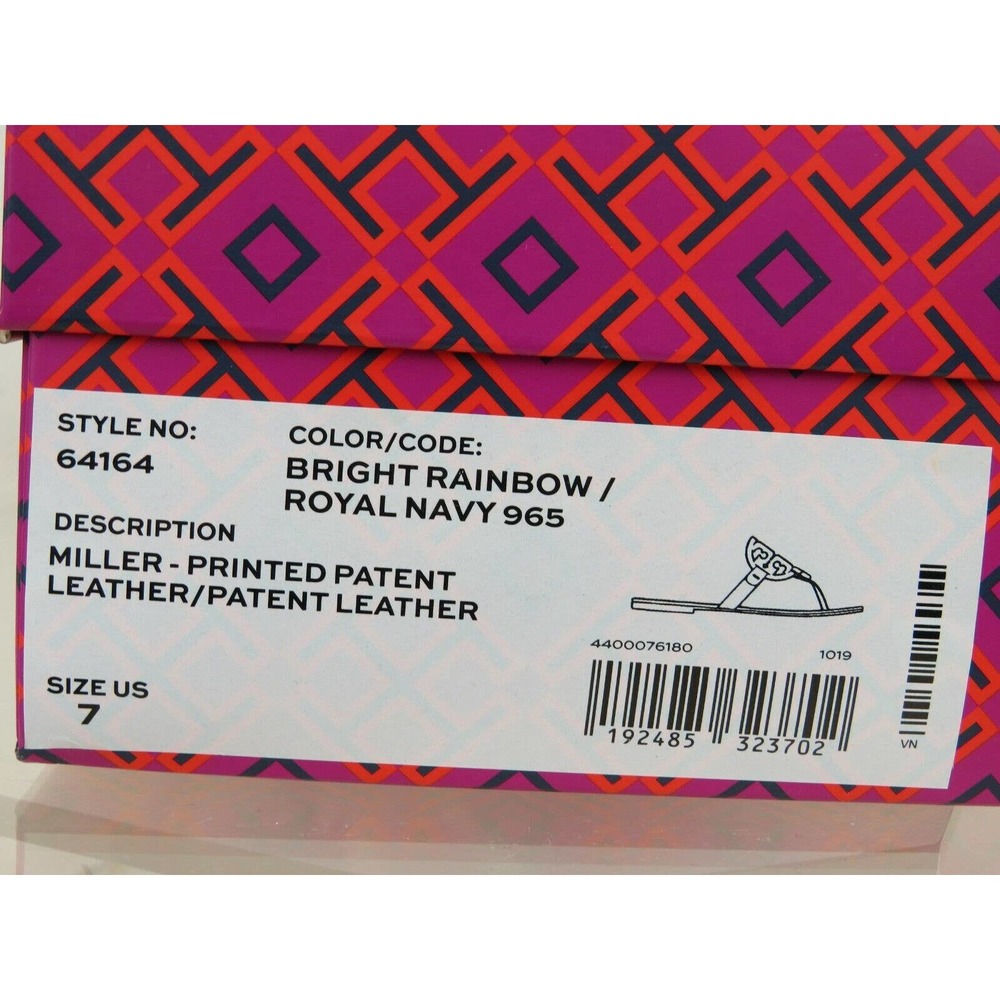 STYLE NO:
64164
COLOR/CODE:
BRIGHT RAINBOW /
ROYAL NAVY 965
DESCRIPTION
MILLER - PRINTED PATENT
LEATHER/PATENT LEATHER
SIZE US
7
4400076180
1019
192485 323702
VN